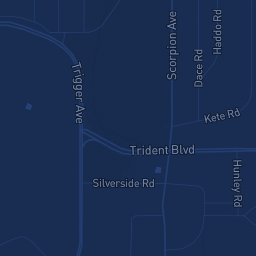 Scorpion Ave
Haddo Rd
Dace Rd
Trigger Ave
Kete Rd
Trident Blvd
Hunley Rd
Silverside Rd